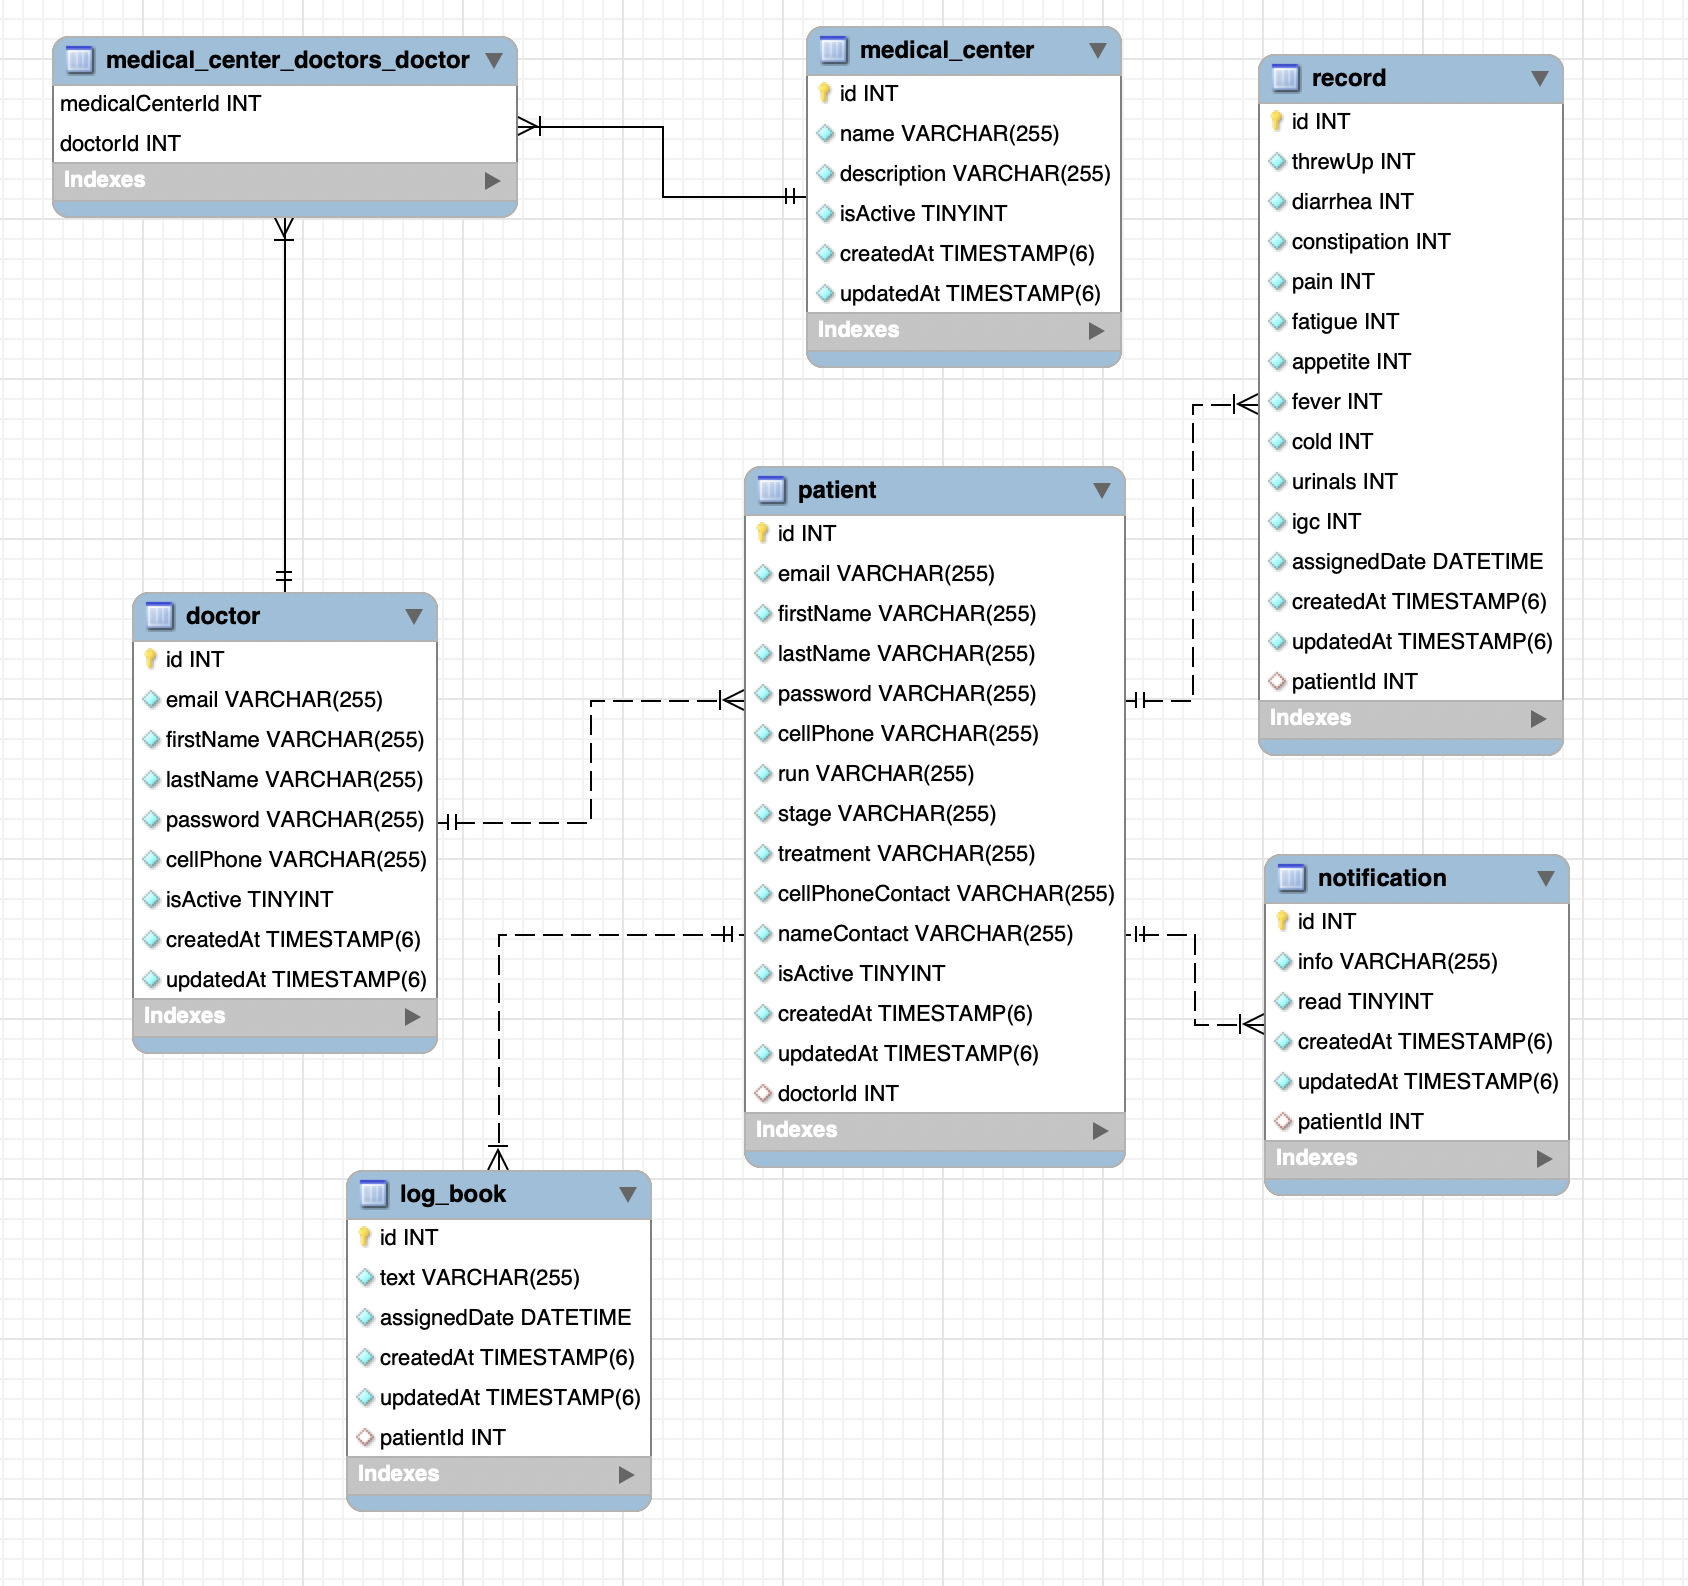 medical_center_doctors_doctor
medicalCenterId INT
doctorId INT
Indexes
medical_center
id INT
name VARCHAR(255)
description VARCHAR(255)
isActive TINYINT
createdAt TIMESTAMP(6)
updatedAt TIMESTAMP(6)
Indexes
record
id INT
threwUp INT
diarrhea INT
constipation INT
pain INT
fatigue INT
appetite INT
fever INT
cold INT
urinals INT
igc INT
assignedDate DATETIME
createdAt TIMESTAMP(6)
updatedAt TIMESTAMP(6)
patientId INT
Indexes
patient
id INT
email VARCHAR(255)
firstName VARCHAR(255)
lastName VARCHAR(255)
password VARCHAR(255)
cellPhone VARCHAR(255)
run VARCHAR(255)
stage VARCHAR(255)
treatment VARCHAR(255)
cellPhoneContact VARCHAR(255)
nameContact VARCHAR(255)
isActive TINYINT
createdAt TIMESTAMP(6)
updatedAt TIMESTAMP(6)
doctorId INT
Indexes
doctor
id INT
email VARCHAR(255)
firstName VARCHAR(255)
lastName VARCHAR(255)
password VARCHAR(255)
cellPhone VARCHAR(255)
isActive TINYINT
createdAt TIMESTAMP(6)
updatedAt TIMESTAMP(6)
Indexes
notification
id INT
info VARCHAR(255)
read TINYINT
createdAt TIMESTAMP(6)
updatedAt TIMESTAMP(6)
patientId INT
Indexes
log_book
id INT
text VARCHAR(255)
assignedDate DATETIME
createdAt TIMESTAMP(6)
updatedAt TIMESTAMP(6)
patientId INT
Indexes